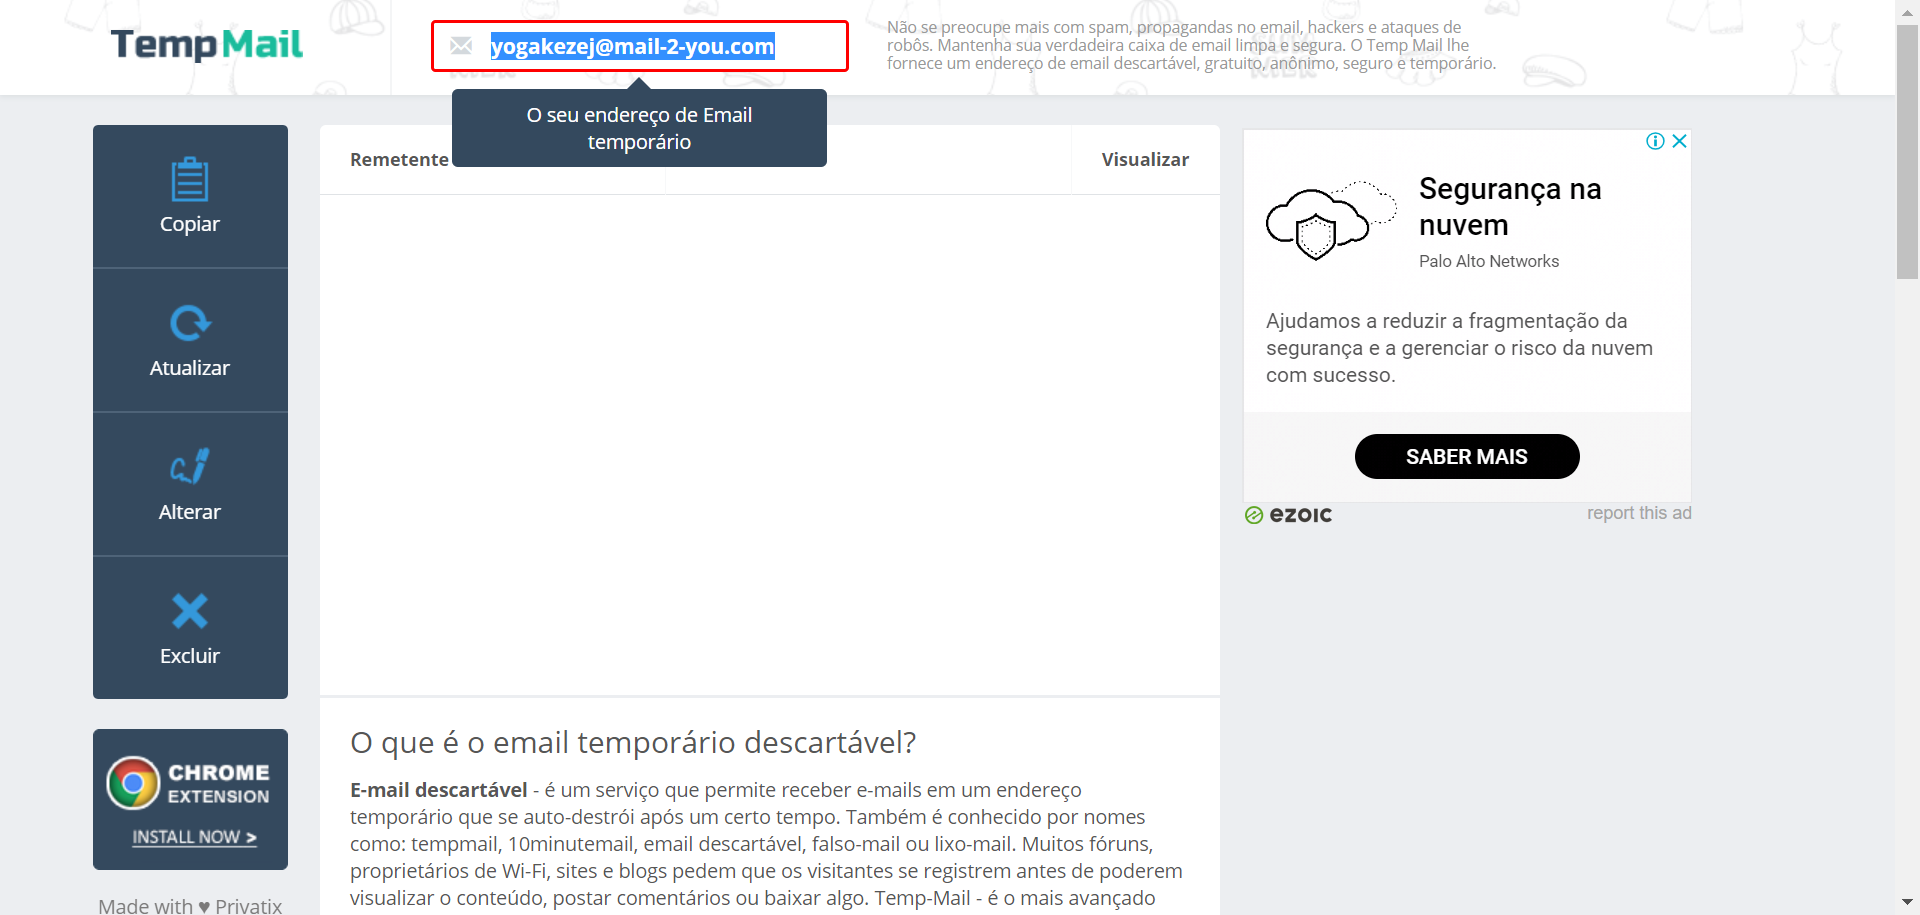 TempMail
yogakezej@mail-2-you.com
Não se preocupe mais com spam, propagandas no email, hackers e ataques de
robôs. Mantenha sua verdadeira caixa de email limpa e segura. O Temp Mail lhe
fornece um endereço de email descartável, gratuito, anônimo, seguro e temporário.
O seu endereço de Email
temporário
Copiar
Atualizar
Alterar
Excluir
CHROME
EXTENSION
INSTALL NOW >
Made with ♥ Privatix
Remetente
Visualizar
O que é o email temporário descartável?
E-mail descartável - é um serviço que permite receber e-mails em um endereço
temporário que se auto-destrói após um certo tempo. Também é conhecido por nomes
como: tempmail, 10minutemail, email descartável, falso-mail ou lixo-mail. Muitos fóruns,
proprietários de Wi-Fi, sites e blogs pedem que os visitantes se registrem antes de poderem
visualizar o conteúdo, postar comentários ou baixar algo. Temp-Mail - é o mais avançado
Segurança na
nuvem
Palo Alto Networks
Ajudamos a reduzir a fragmentação da
segurança e a gerenciar o risco da nuvem
com sucesso.
SABER MAIS
ezoic
report this ad